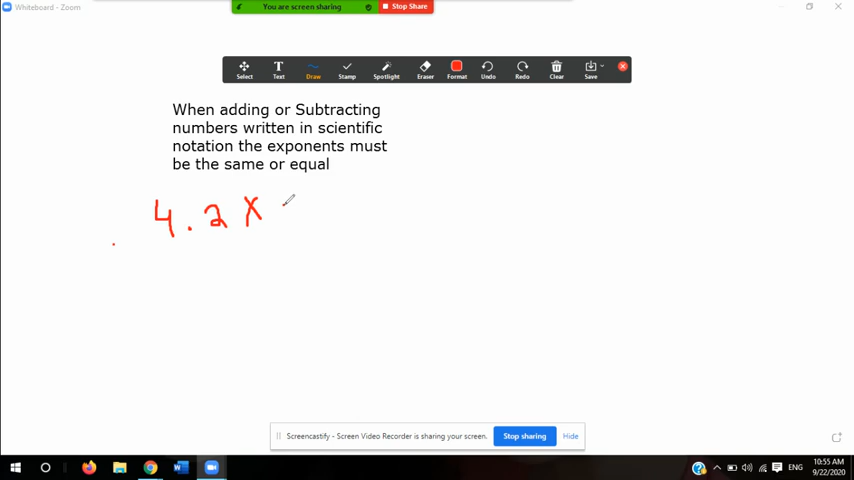 Whiteboard - Zoom
You are screen sharing
Stop Share
Select Text Draw Stamp Spotlight Eraser Format Undo Redo Clear Save
When adding or Subtracting
numbers written in scientific
notation the exponents must
be the same or equal
4.2 X
Screencastify - Screen Video Recorder is sharing your screen. Stop sharing Hide
ENG
10:55 AM
9/22/2020